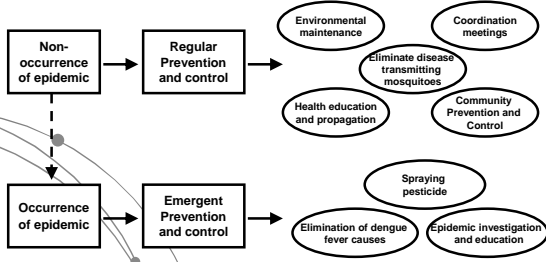 Non-
occurrence
of epidemic
Regular
Prevention
and control
Environmental
maintenance
Coordination
meetings
Eliminate disease
transmitting
mosquitoes
Health education
and propagation
Community
Prevention and
Control
Occurrence
of epidemic
Emergent
Prevention
and control
Spraying
pesticide
Elimination of dengue
fever causes
Epidemic investigation
and education